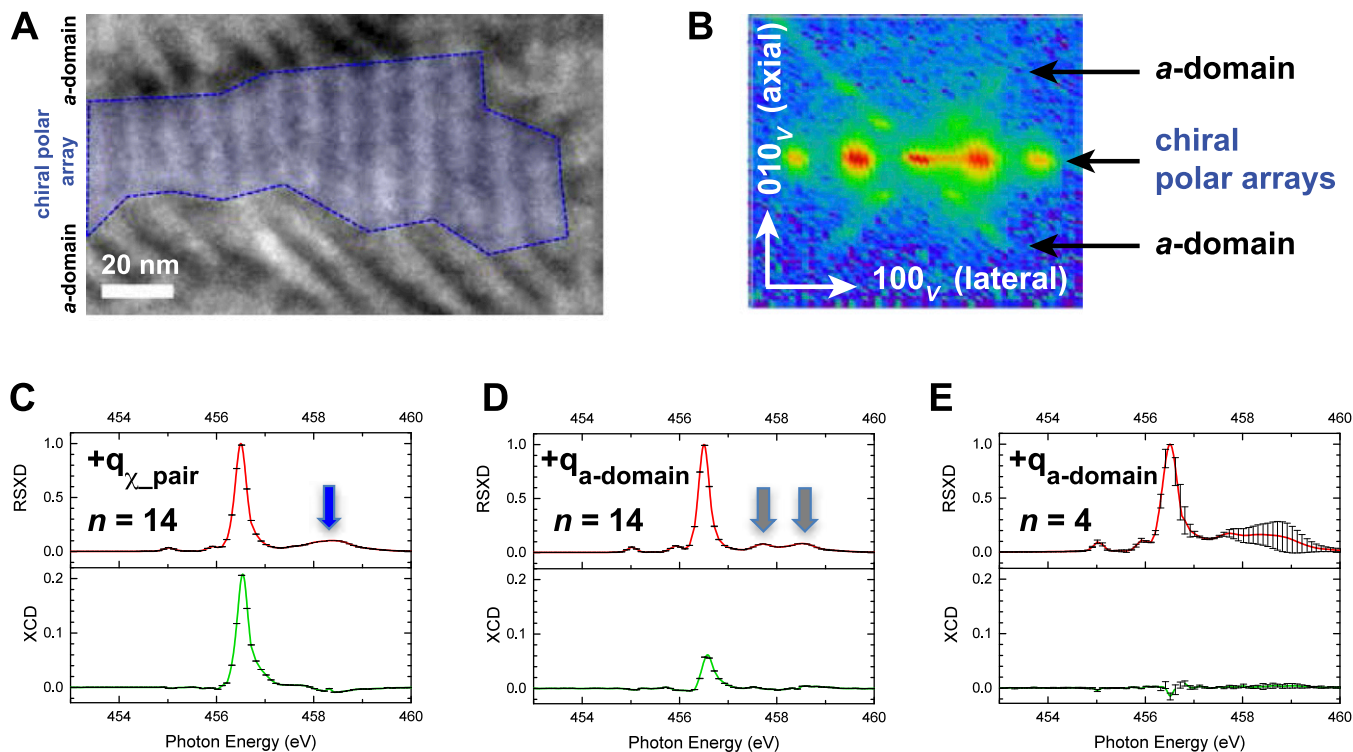 A
a-domain
chiral polar
array
a-domain
20 nm
B
010v (axial)
100v (lateral)
a-domain
chiral
polar arrays
a-domain
C
454 456 458 460
1.0
0.5
0.0
RSXD
+qχ_pair
n = 14
0.2
0.1
0.0
XCD
454 456 458 460
Photon Energy (eV)
D
454 456 458 460
1.0
0.5
0.0
RSXD
+qa-domain
n = 14
0.2
0.1
0.0
XCD
454 456 458 460
Photon Energy (eV)
E
454 456 458 460
1.0
0.5
0.0
RSXD
+qa-domain
n = 4
0.2
0.1
0.0
XCD
454 456 458 460
Photon Energy (eV)